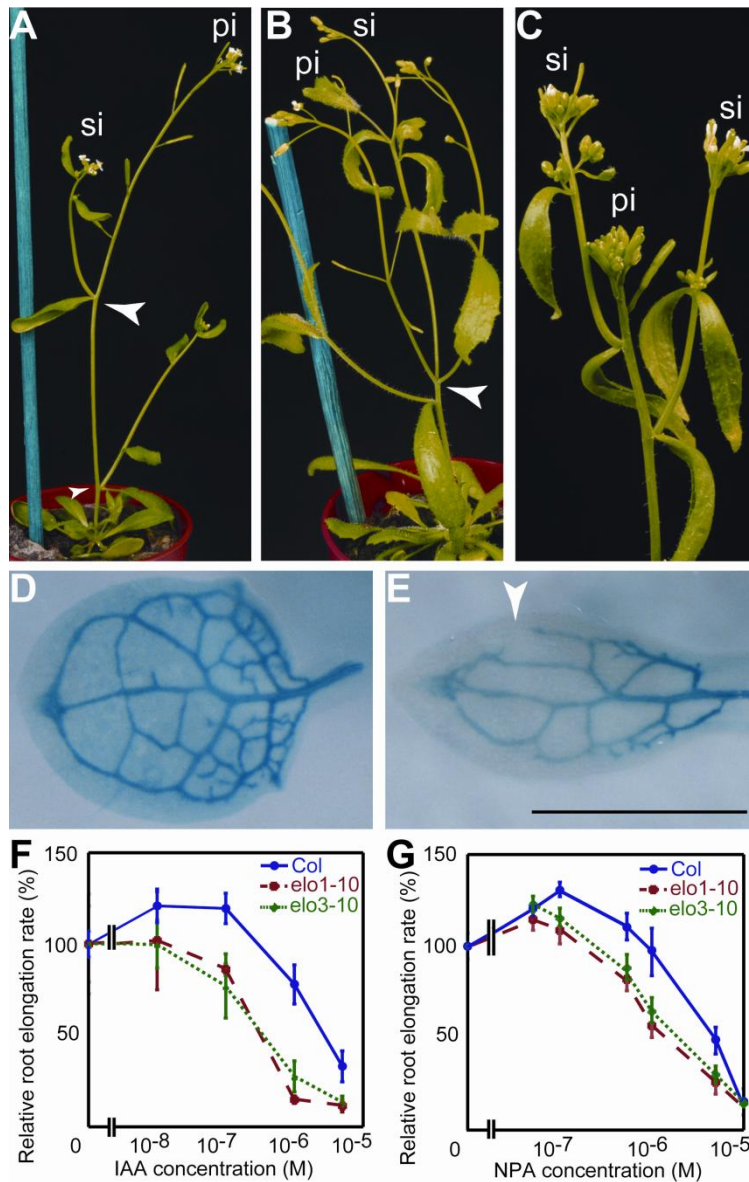 A
pi
si
B
si
pi
C
si
si
pi
D
E
F
150
100
50
0
Relative root elongation rate (%)
Col
elo1-10
elo3-10
0
10-8
10-7
10-6
10-5
IAA concentration (M)
G
150
100
50
0
Relative root elongation rate (%)
Col
elo1-10
elo3-10
0
10-7
10-6
10-5
NPA concentration (M)